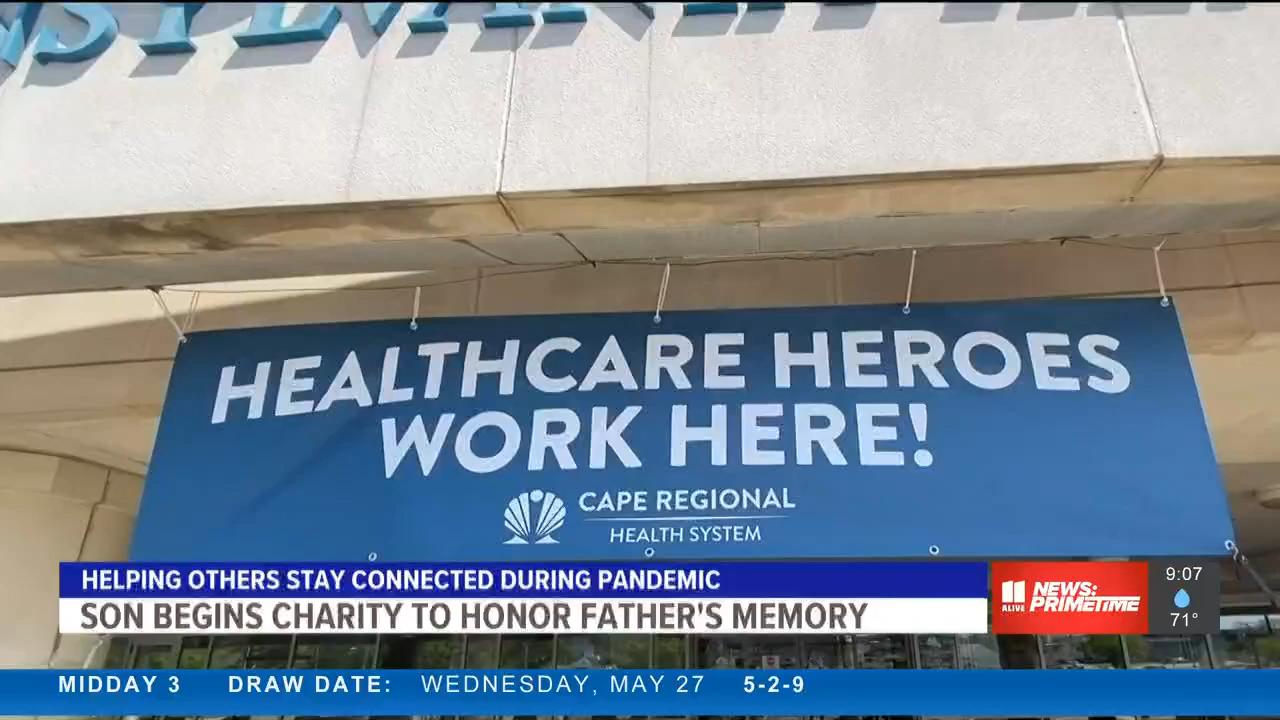 HEALTHCARE HEROES
WORK HERE!
CAPE REGIONAL
HEALTH SYSTEM
HELPING OTHERS STAY CONNECTED DURING PANDEMIC
SON BEGINS CHARITY TO HONOR FATHER'S MEMORY
11 ALIVE NEWS: PRIMETIME
9:07
71°
MIDDAY 3 DRAW DATE: WEDNESDAY, MAY 27 5-2-9